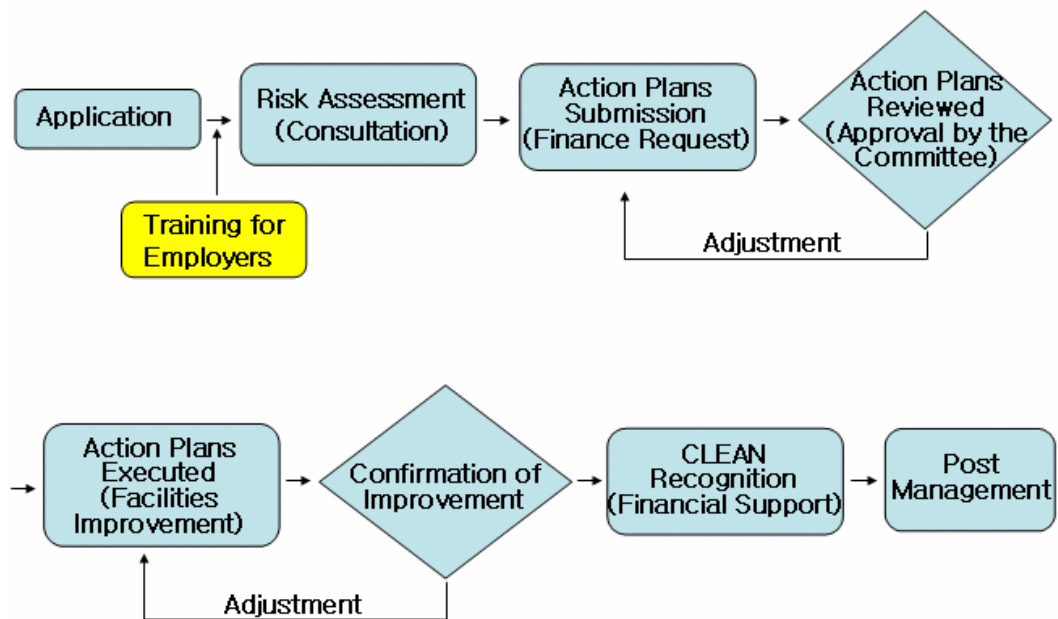 Application
Risk Assessment
(Consultation)
Action Plans
Submission
(Finance Request)
Action Plans
Reviewed
(Approval by the
Committee)
Training for
Employers
Adjustment
Action Plans
Executed
(Facilities
Improvement)
Confirmation of
Improvement
CLEAN
Recognition
(Financial Support)
Post
Management
Adjustment